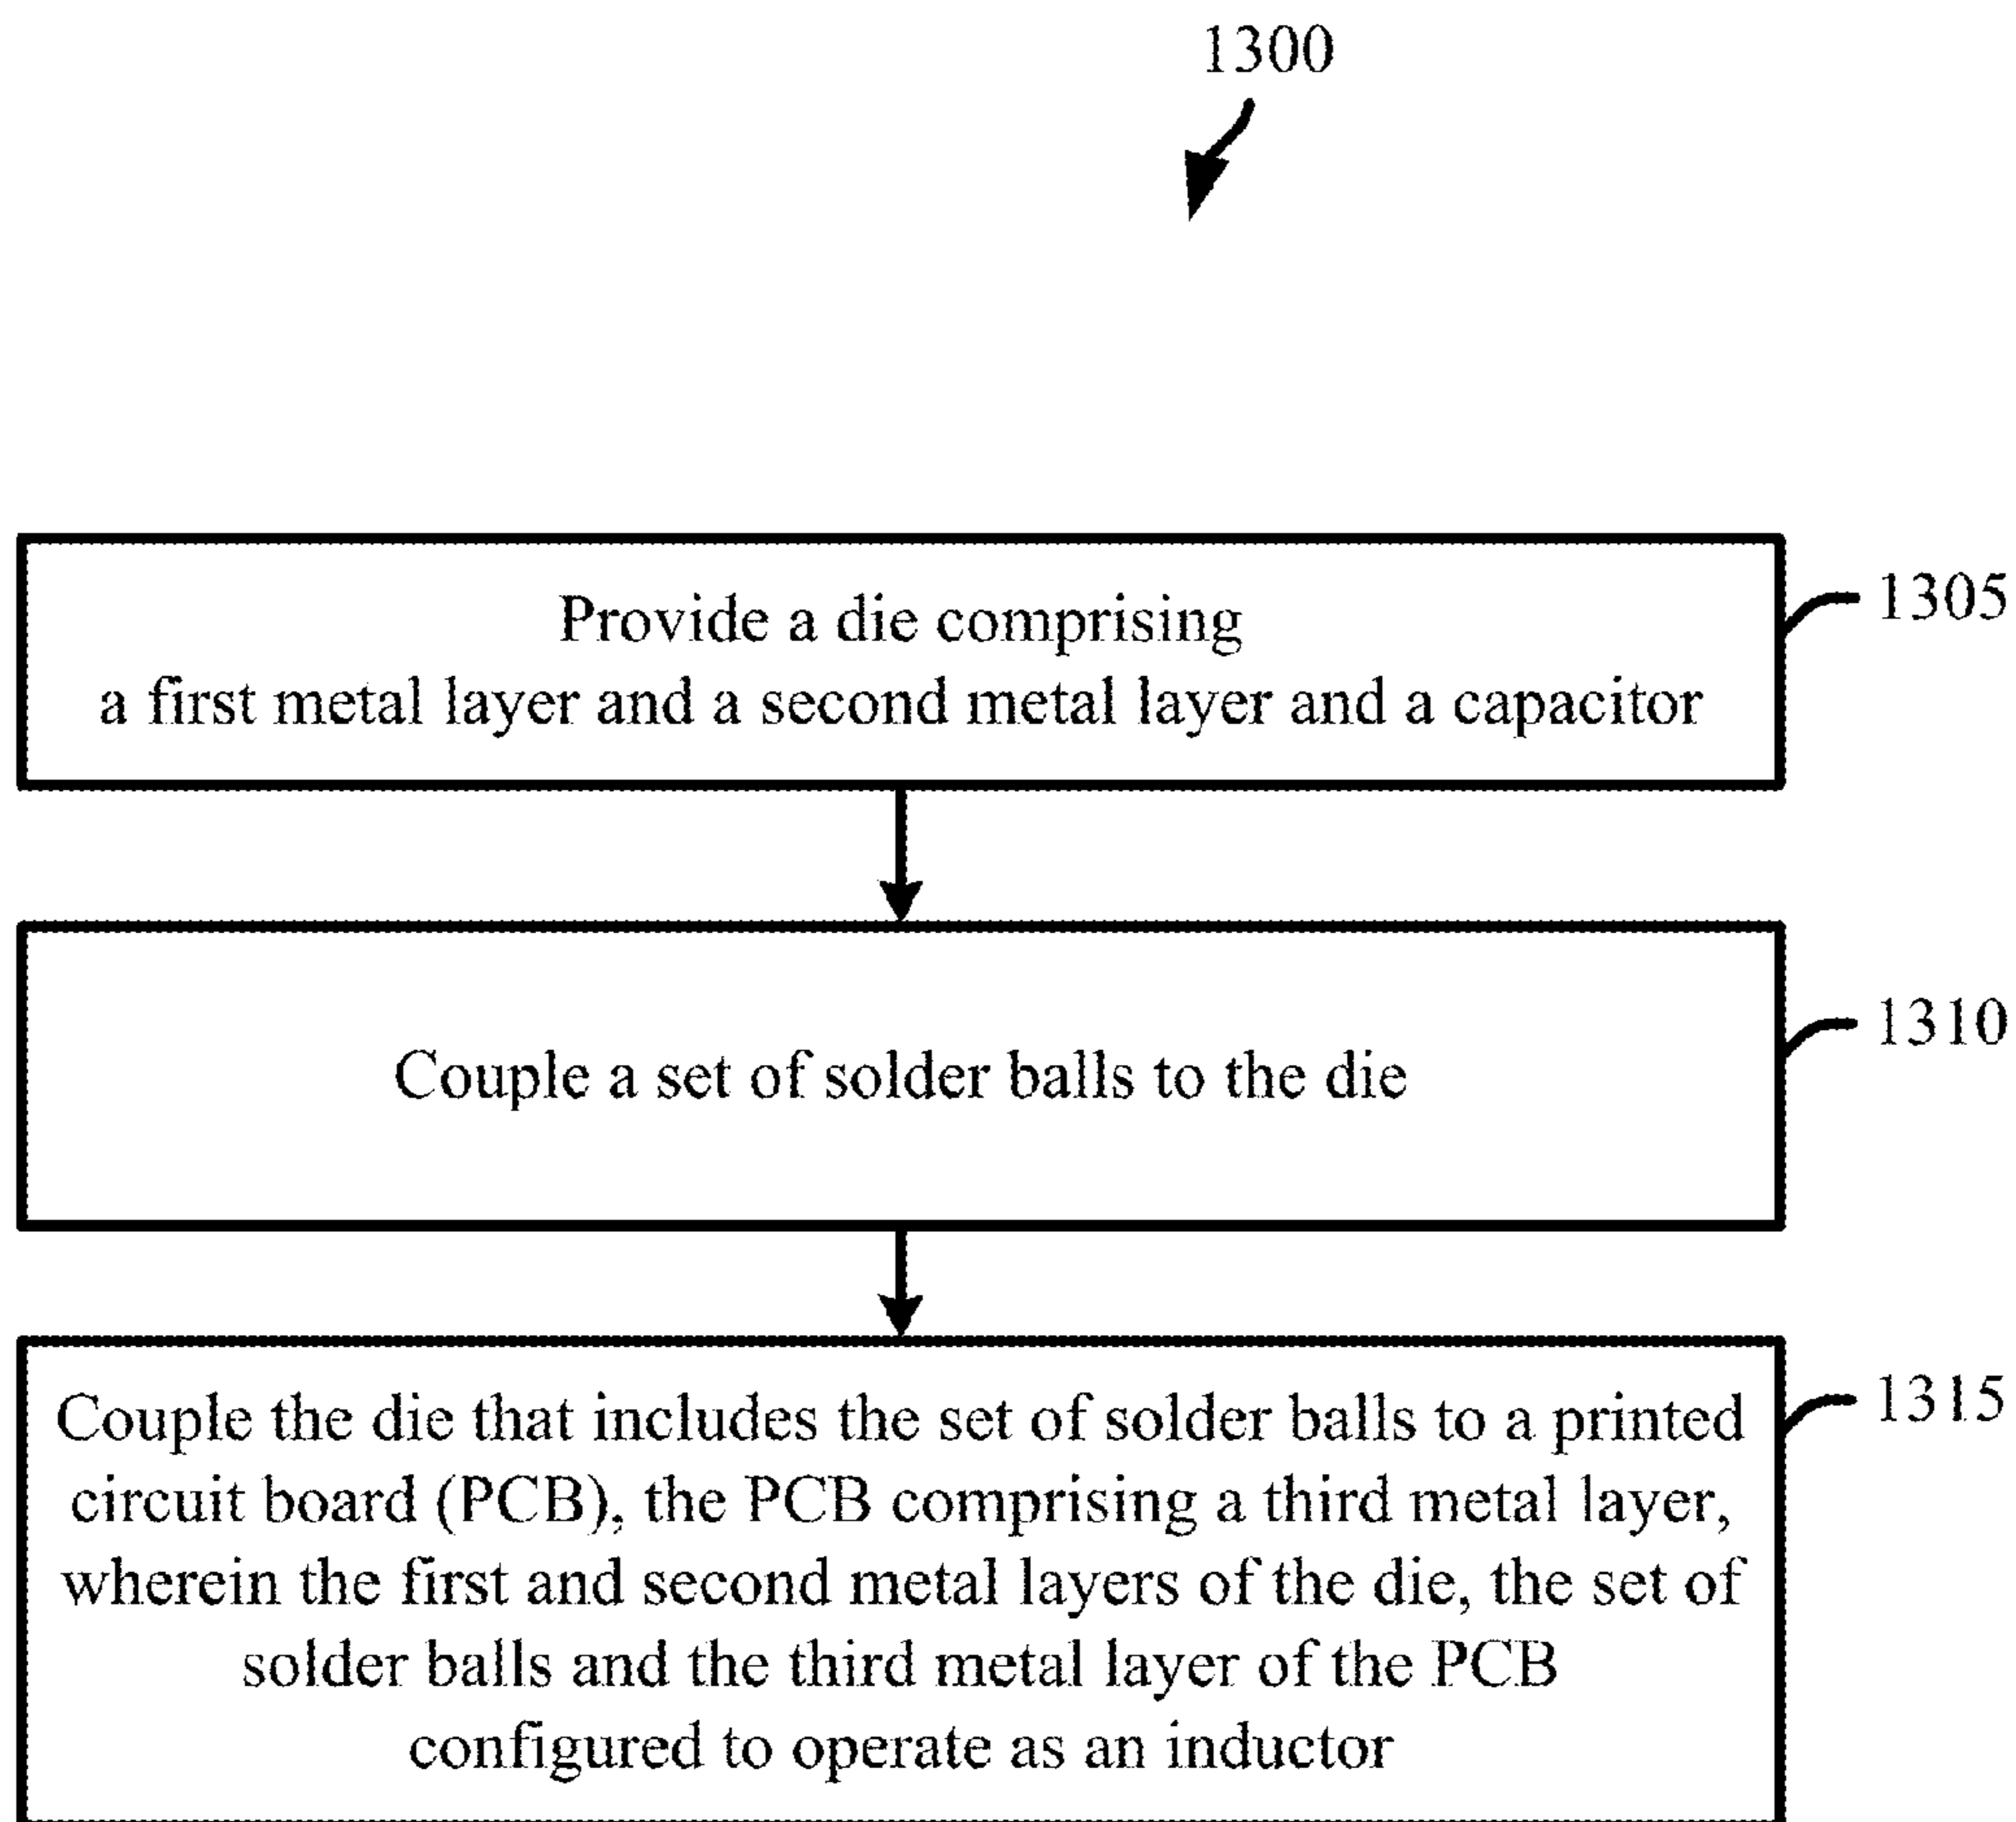 1300
Provide a die comprising
a first metal layer and a second metal layer and a capacitor
1305
Couple a set of solder balls to the die
1310
Couple the die that includes the set of solder balls to a printed
circuit board (PCB), the PCB comprising a third metal layer,
wherein the first and second metal layers of the die, the set of
solder balls and the third metal layer of the PCB
configured to operate as an inductor
1315